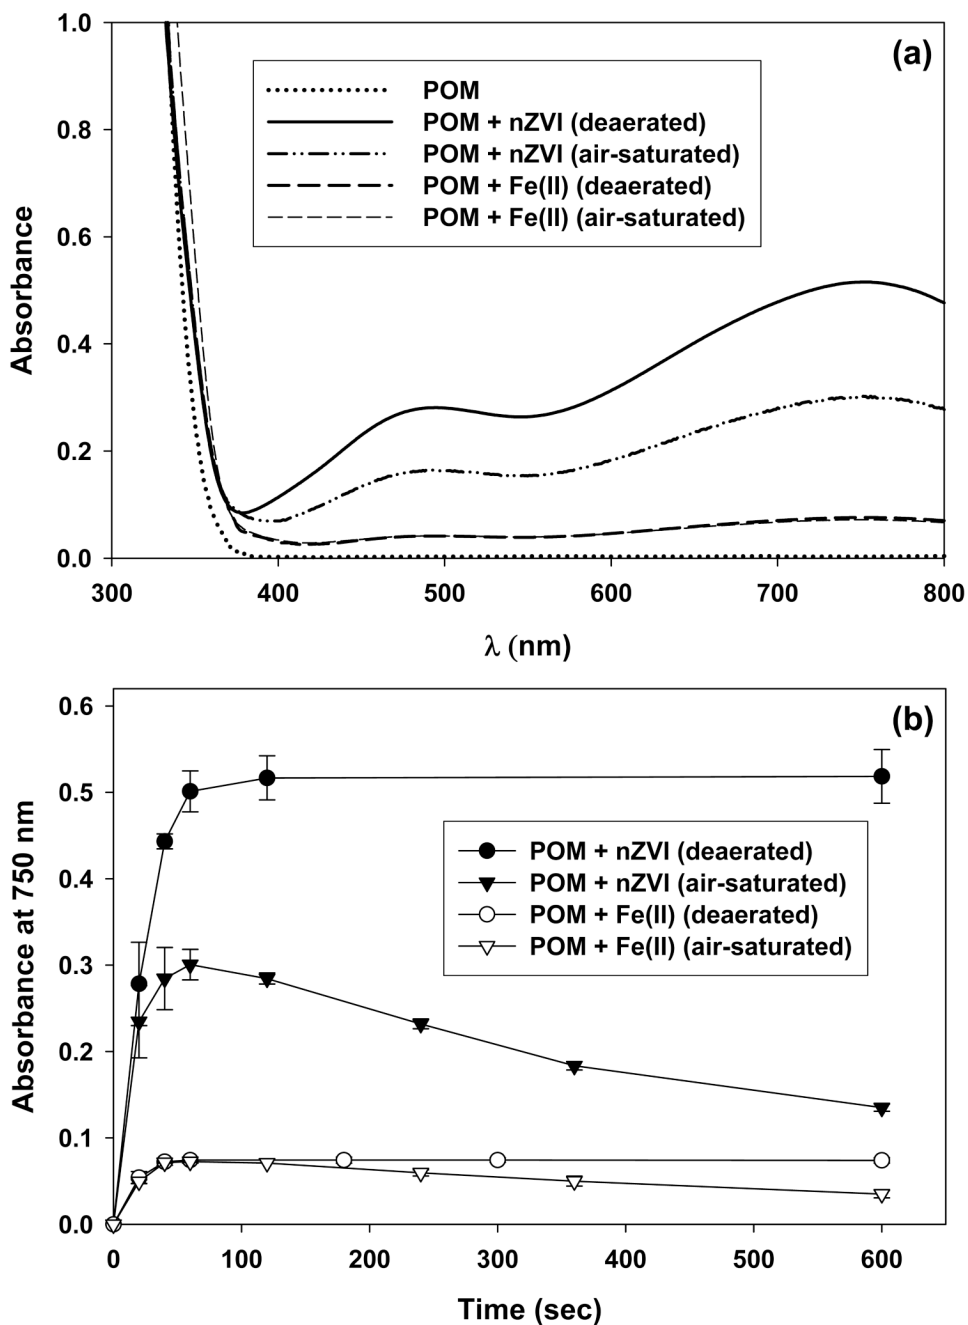 (a)
1.0
0.8
0.6
0.4
0.2
0.0
Absorbance
POM
POM + nZVI (deaerated)
POM + nZVI (air-saturated)
POM + Fe(II) (deaerated)
POM + Fe(II) (air-saturated)
300 400 500 600 700 800
λ (nm)
(b)
0.6
0.5
0.4
0.3
0.2
0.1
0.0
Absorbance at 750 nm
POM + nZVI (deaerated)
POM + nZVI (air-saturated)
POM + Fe(II) (deaerated)
POM + Fe(II) (air-saturated)
0 100 200 300 400 500 600
Time (sec)